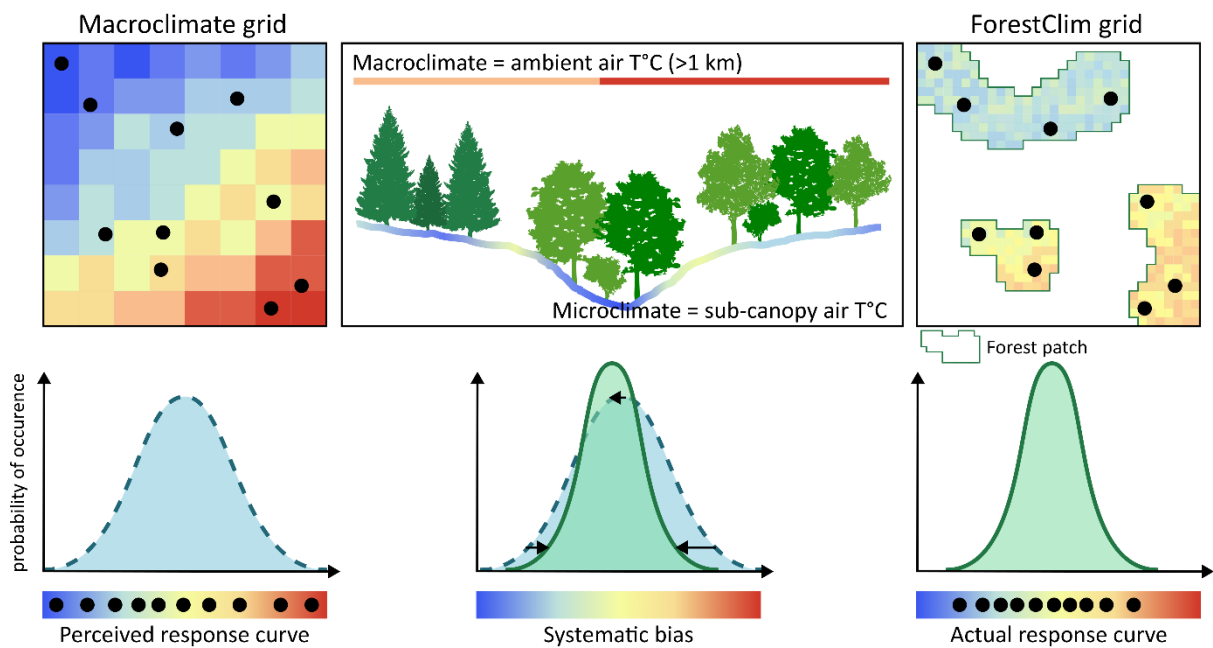 Macroclimate grid
ForestClim grid
Macroclimate = ambient air T°C (>1 km)
Microclimate = sub-canopy air T°C
Forest patch
probability of occurence
Perceived response curve
Systematic bias
Actual response curve